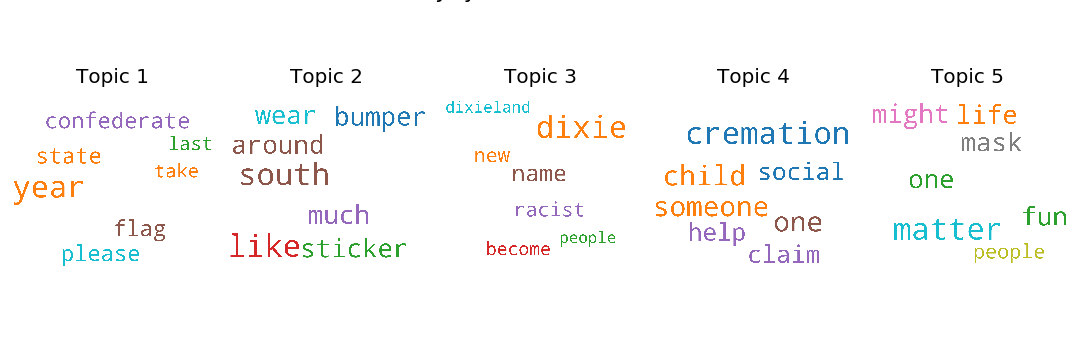 Topic 1
confederate
last
state
take
year
flag
please
Topic 2
wear bumper
around
south
much
like sticker
Topic 3
dixieland
dixie
new
name
racist
people
become
Topic 4
cremation
child social
someone
one
help
claim
Topic 5
might life
mask
one
fun
matter
people